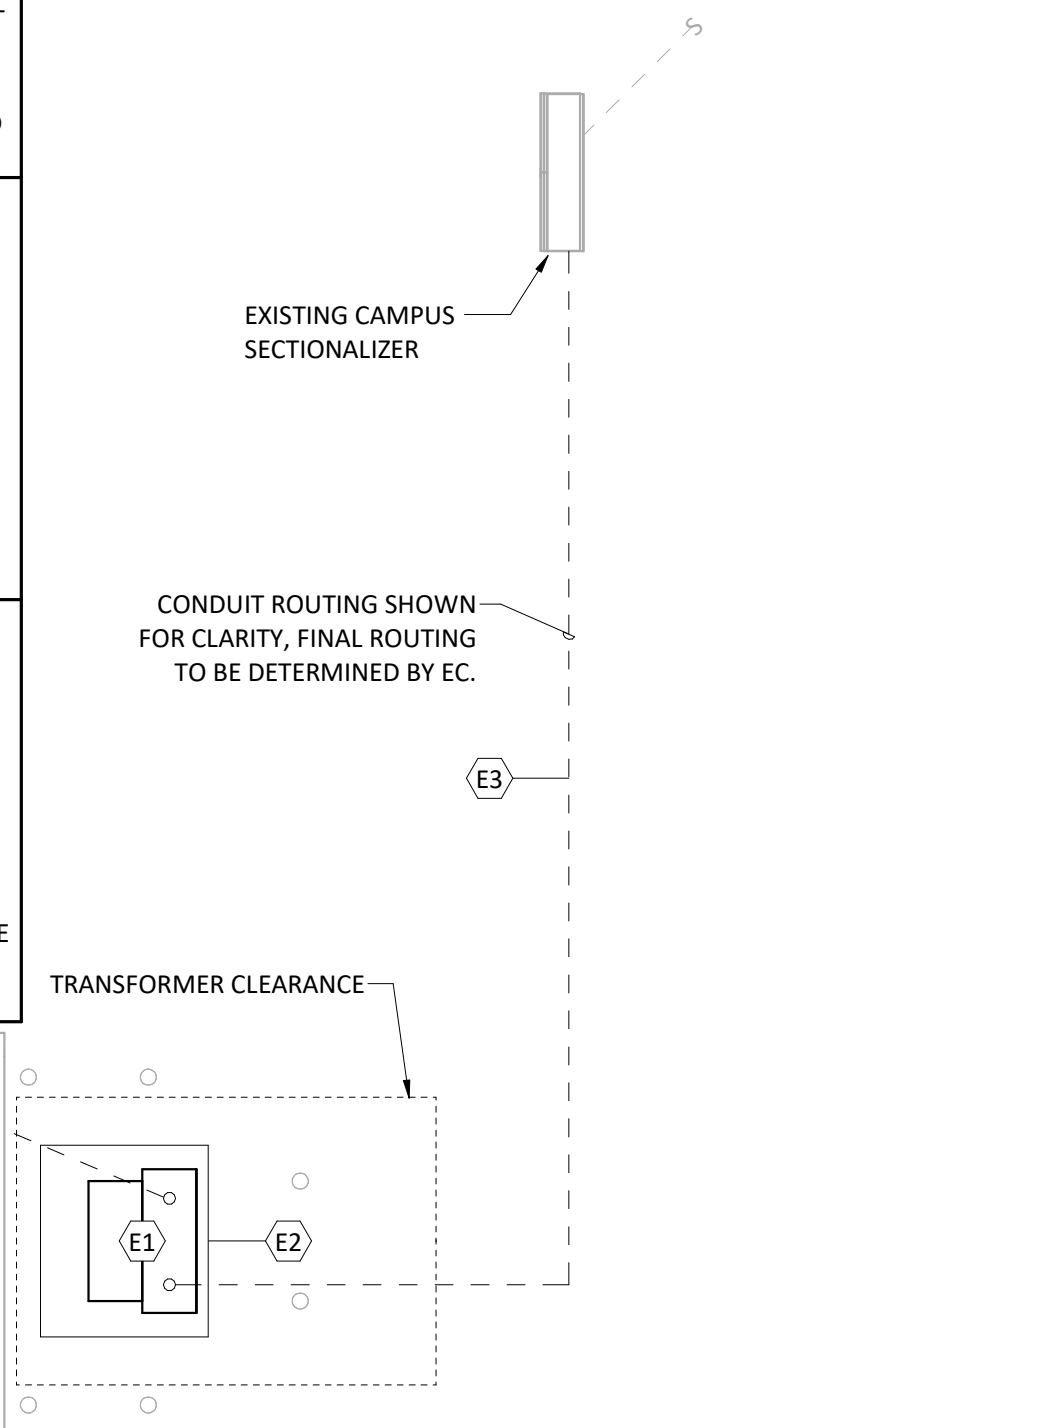 S
EXISTING CAMPUS
SECTIONALIZER
CONDUIT ROUTING SHOWN
FOR CLARITY, FINAL ROUTING
TO BE DETERMINED BY EC.
E3
E
TRANSFORMER CLEARANCE
E1
E2